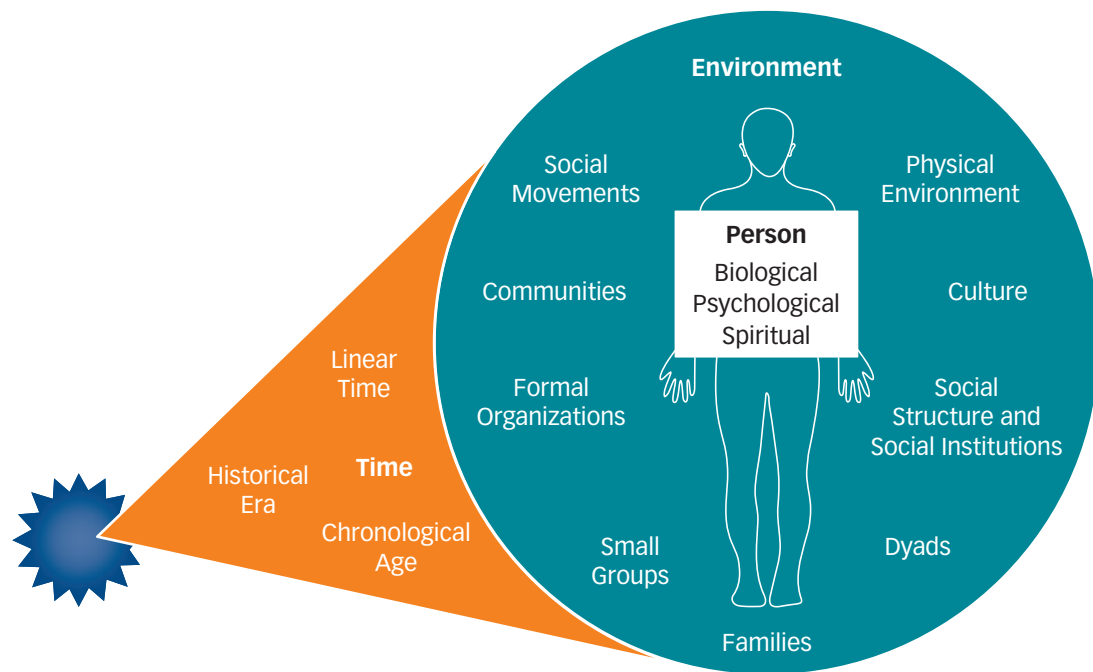 Environment
Social
Movements
Physical
Environment
Person
Biological
Psychological
Spiritual
Communities
Culture
Linear
Time
Formal
Organizations
Social
Structure and
Social Institutions
Time
Historical
Era
Chronological
Age
Small
Groups
Dyads
Families